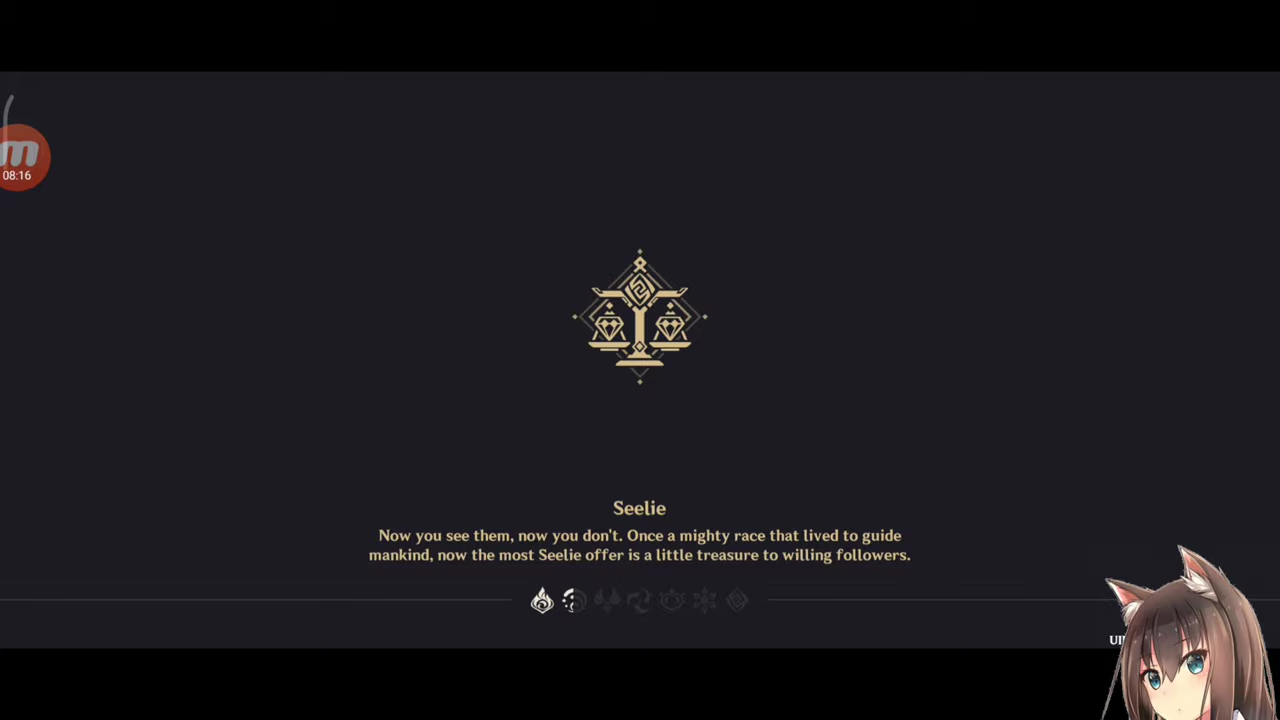 m
08:16
Seelie
Now you see them, now you don't. Once a mighty race that lived to guide
mankind, now the most Seelie offer is a little treasure to willing followers.